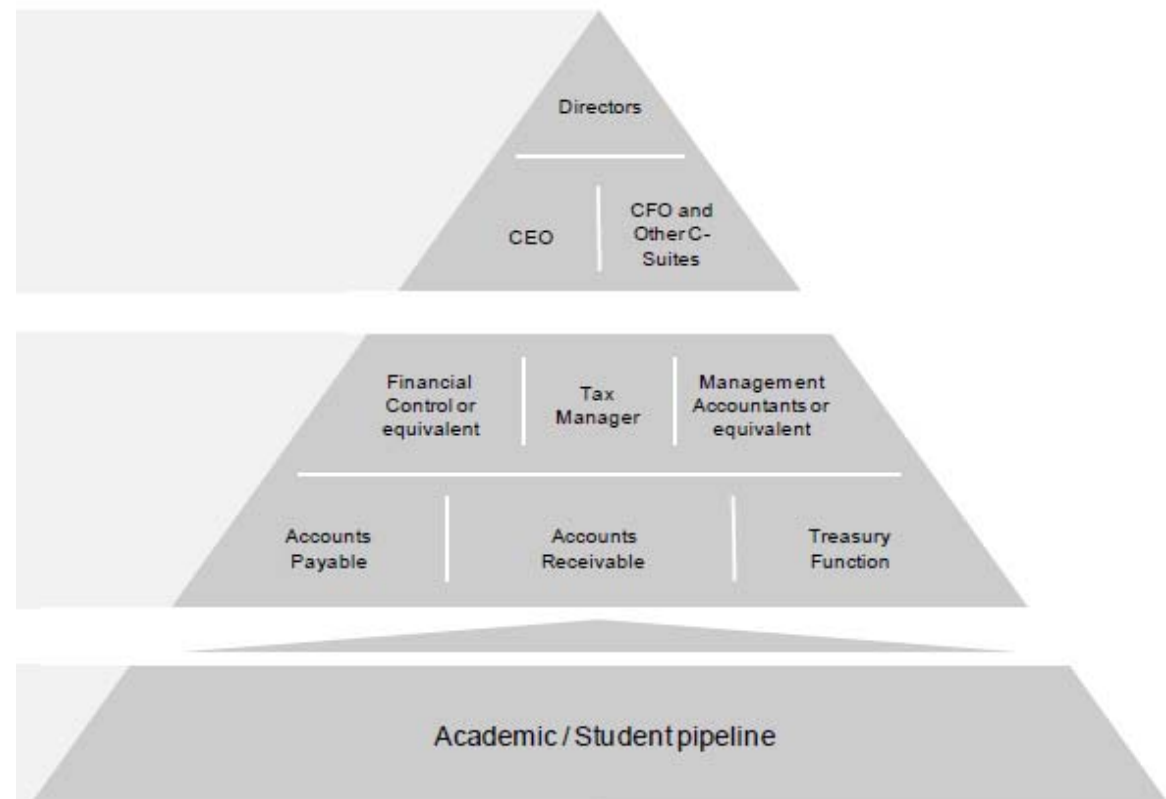 Directors
CEO
CFO and
Other C-
Suites
Financial
Control or
equivalent
Tax
Manager
Management
Accountants or
equivalent
Accounts
Payable
Accounts
Receivable
Treasury
Function
Academic / Student pipeline